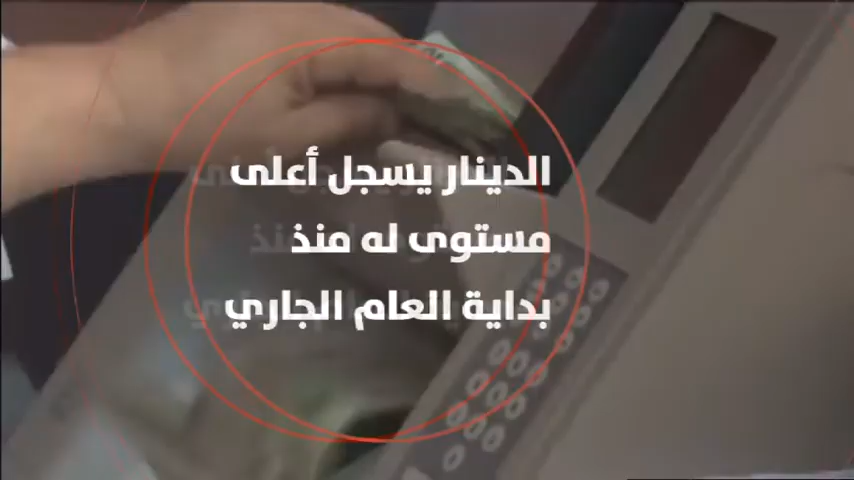 الدينار يسجل أعلى
مستوى له منذ
بداية العام الجاري